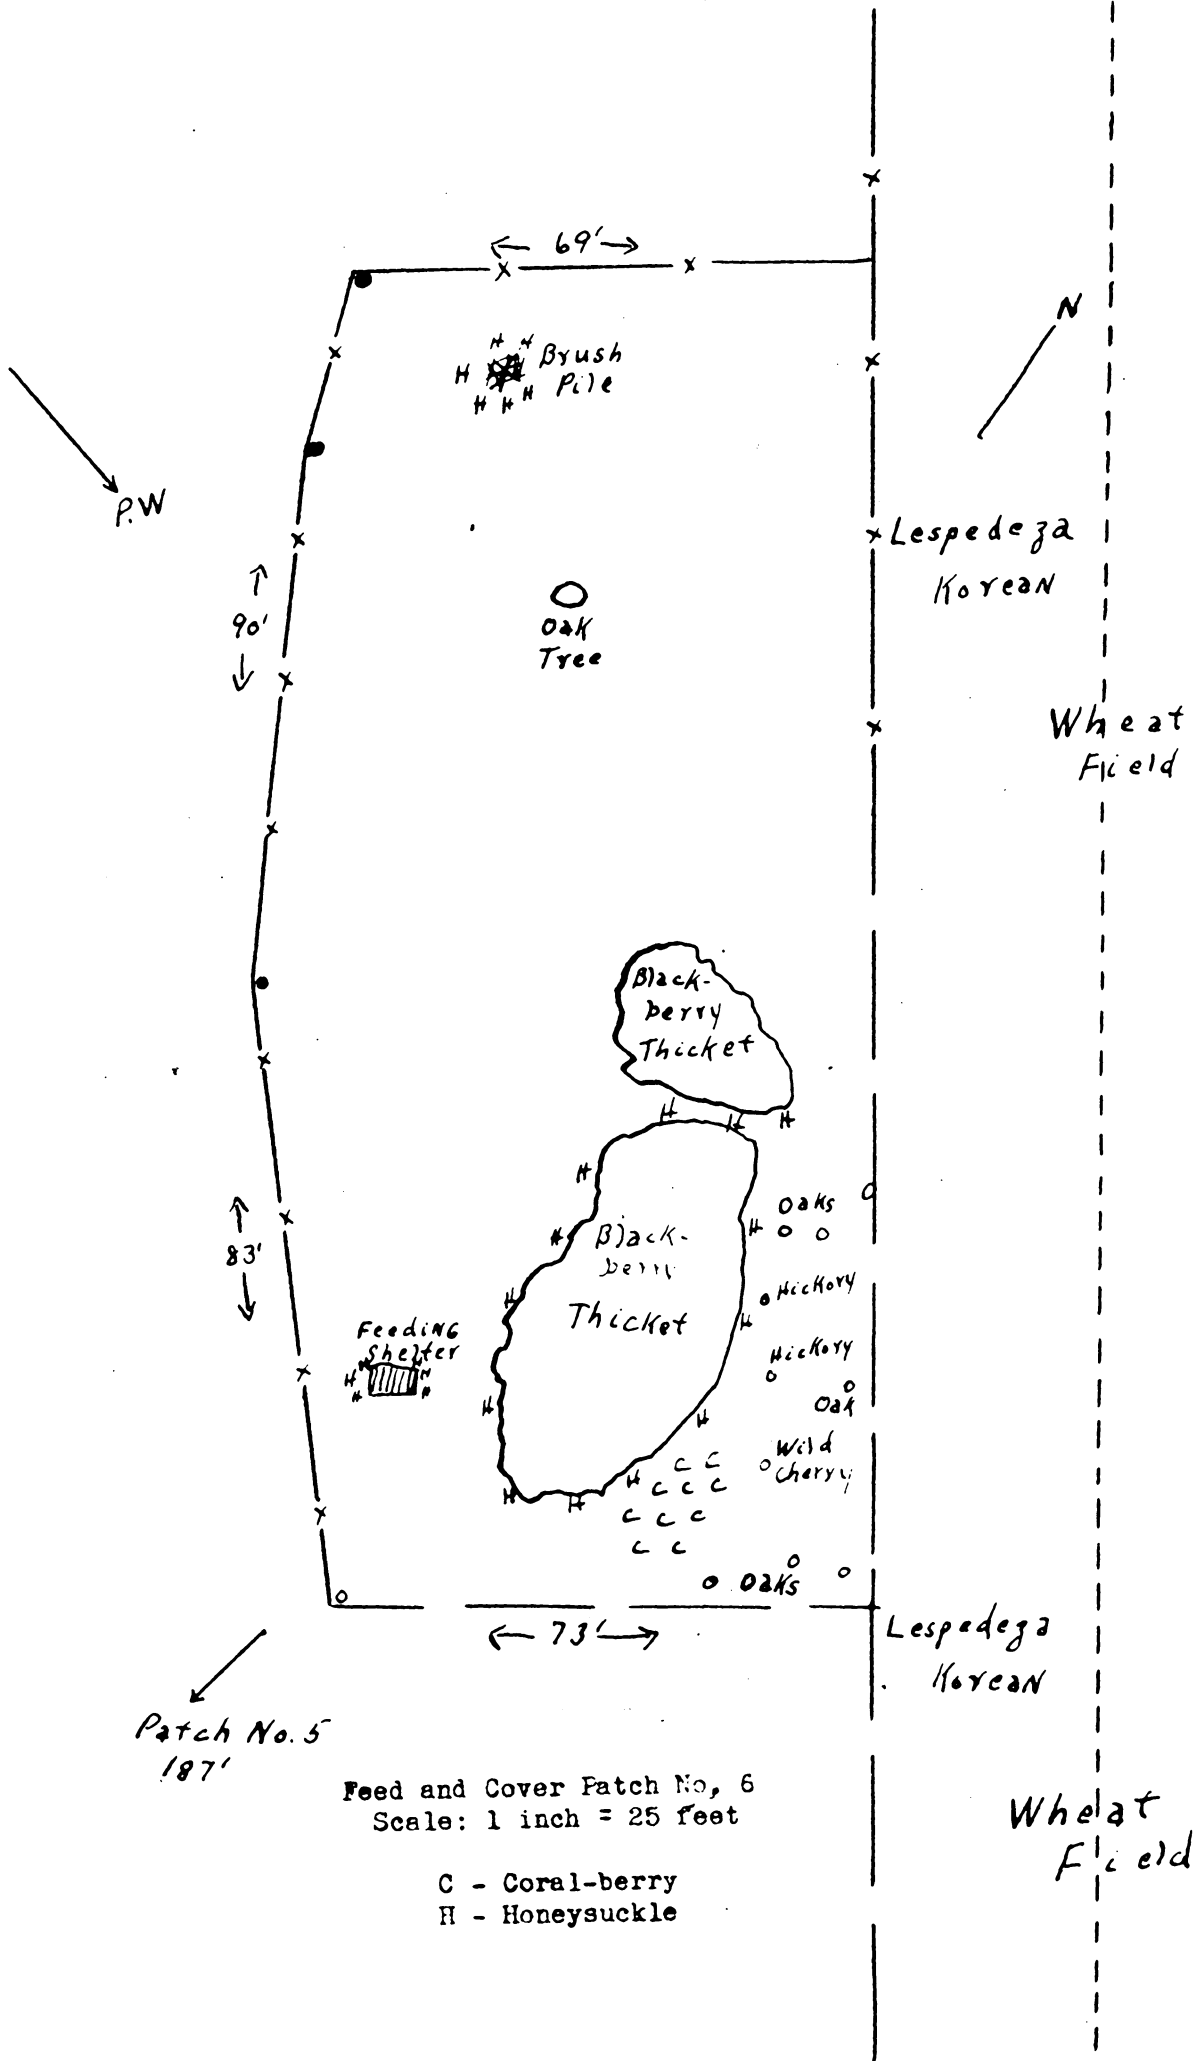 69'
N
H H Brush
H Pile
H H H
P.W
Lespedeza
Korean
90'
Oak
Tree
Wheat
Field
Black-
berry
Thicket
H H H
H
Oaks
H H
83'
Black-
berry
Hickory
H
Thicket
H
Feeding
Shelter
Hickory
H H
H H
H H
Oak
H
H
Wild
Cherry
C C
H C C C
H H
C C C
C C
Oaks
73'
Lespedeza
Korean
Patch No. 5
187'
Feed and Cover Patch No, 6
Scale: 1 inch = 25 feet
Wheat
Field
C - Coral-berry
H - Honeysuckle